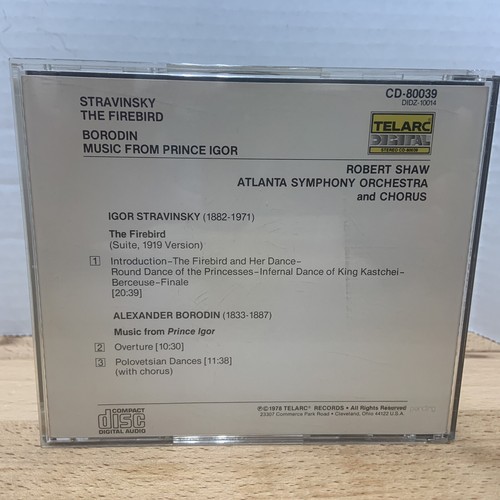 CD-80039
DIDZ-10014
STRAVINSKY
THE FIREBIRD
BORODIN
MUSIC FROM PRINCE IGOR
TELARC
DIGITAL
ROBERT SHAW
ATLANTA SYMPHONY ORCHESTRA
and CHORUS
IGOR STRAVINSKY (1882-1971)
The Firebird
(Suite, 1919 Version)
1 Introduction–The Firebird and Her Dance–
Round Dance of the Princesses–Infernal Dance of King Kastchei–
Berceuse–Finale
[20:39]
ALEXANDER BORODIN (1833-1887)
Music from Prince Igor
2 Overture [10:30]
3 Polovetsian Dances [11:38]
(with chorus)
COMPACT
disc
DIGITAL AUDIO
℗©1978 TELARC® RECORDS • All Rights Reserved
23307 Commerce Park Road • Cleveland, Ohio 44122 U.S.A.